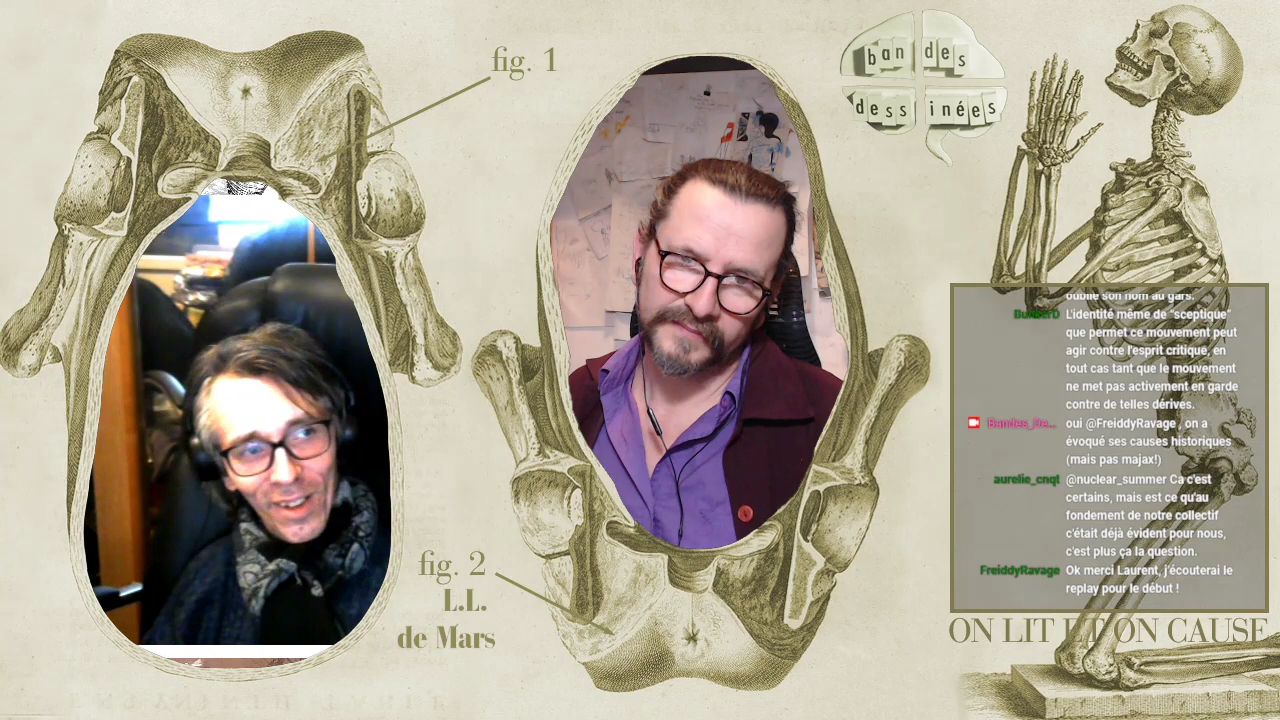 fig. 1
ban des
dess inées
oublié son nom au gars.
L'identité même de "sceptique"
que permet ce mouvement peut
agir contre l'esprit critique, en
tout cas tant que le mouvement
ne met pas activement en garde
contre de telles dérives.
Bandes_De... oui @FreiddyRavage , on a
évoqué ses causes historiques
(mais pas majax!)
aurelie_cnqt @nuclear_summer Ca c'est
certains, mais est ce qu'au
fondement de notre collectif
c'était déjà évident pour nous,
c'est plus ça la question.
FreiddyRavage Ok merci Laurent, j'écouterai le
replay pour le début !
fig. 2
L.L.
de Mars
ON LIT ET ON CAUSE